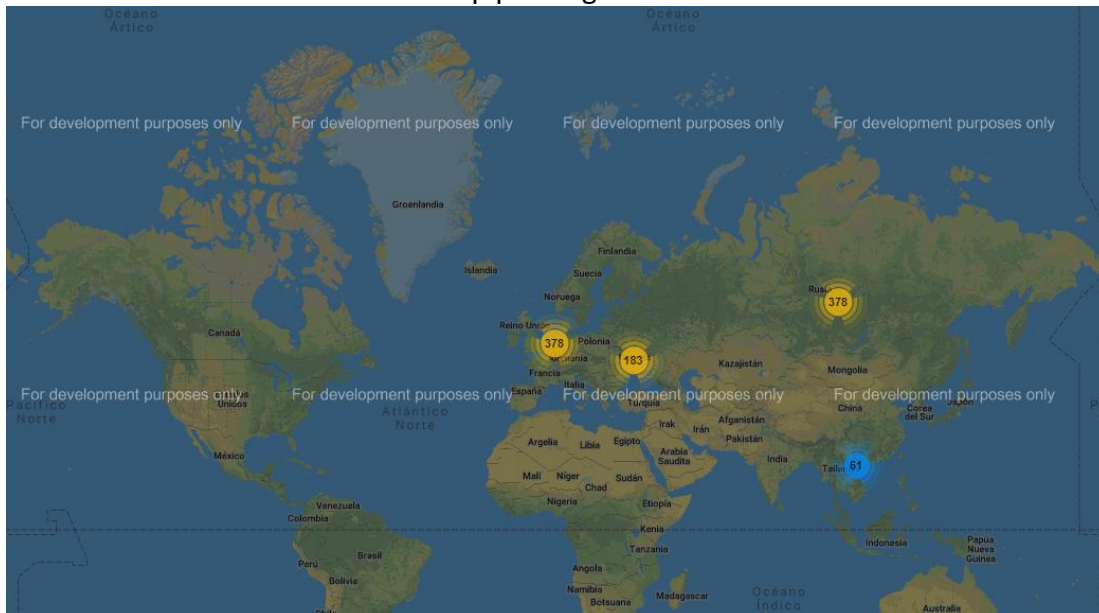 Océano
Ártico
Océano
Ártico
For development purposes only
For development purposes only
For development purposes only
For development purposes only
Groenlandia
Finlandia
Islandia
Suecia
Noruega
378
Canadá
Reino
378
Polonia
183
Francia
Kazajistán
Mongolia
España
Italia
For development purposes only
For development purposes only
For development purposes only
For development purposes only
Unidos
Pacífico
Norte
Atlántico
Norte
Turquía
China
Corea
del Sur
Japón
Afganistán
Irak
Irán
Pakistán
México
Argelia
Libia
Egipto
Arabia
Saudita
India
61
Malí
Níger
Sudán
Chad
Venezuela
Nigeria
Etiopía
Colombia
Kenia
Indonesia
Papúa
Nueva
Guinea
Perú
Brasil
Tanzania
Bolivia
Angola
Namibia
Botsuana
Madagascar
Océano
Índico
Australia